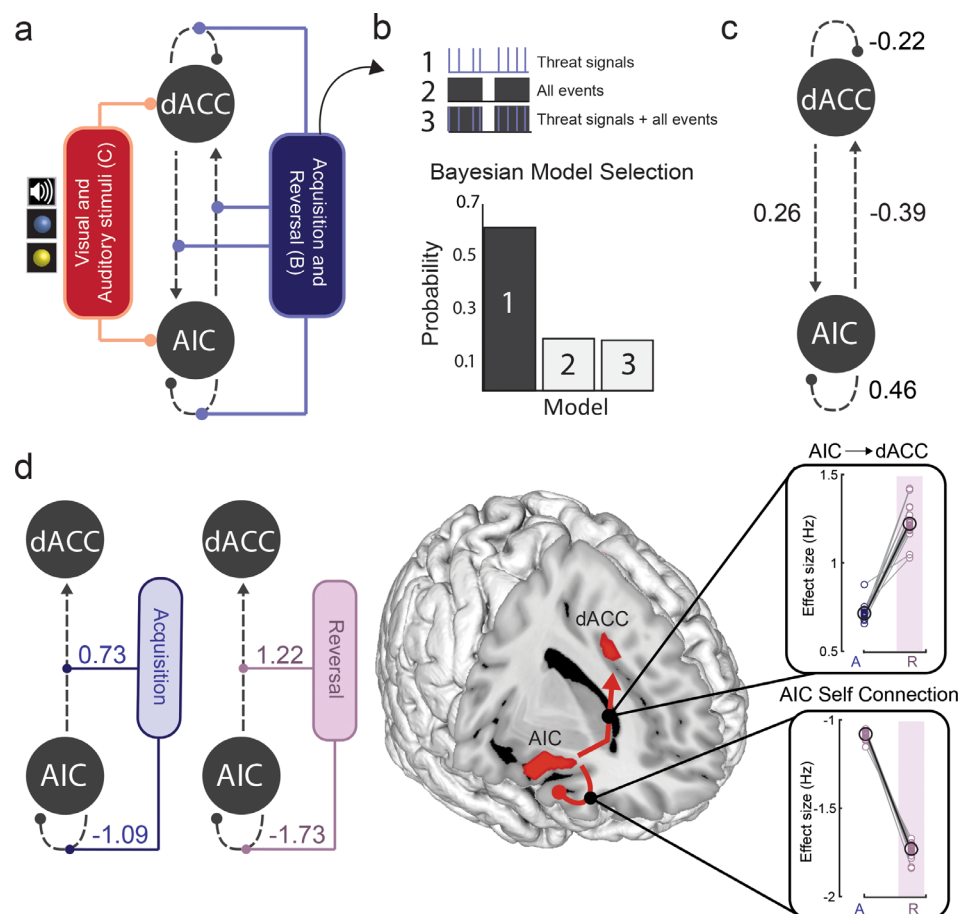 a
dACC
Visual and
Auditory stimuli (C)
Acquisition and
Reversal (B)
AIC
b
1 Threat signals
2 All events
3 Threat signals + all events
Bayesian Model Selection
Probability
0.7
0.5
0.3
0.1
1
2
3
Model
c
-0.22
dACC
0.26
-0.39
AIC
0.46
d
dACC
0.73
Acquisition
AIC
-1.09
dACC
1.22
Reversal
AIC
-1.73
dACC
AIC
AIC dACC
Effect size (Hz)
1.5
1
0.5
A R
AIC Self Connection
Effect size (Hz)
-1
-1.5
-2
A R